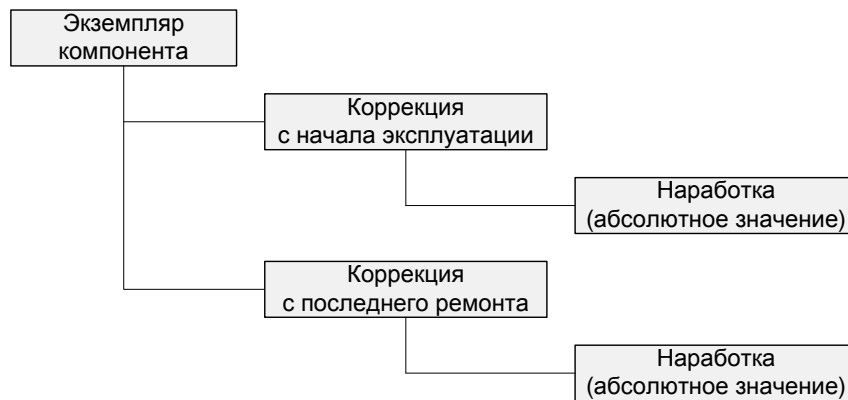 Экземпляр
компонента
Коррекция
с начала эксплуатации
Наработка
(абсолютное значение)
Коррекция
с последнего ремонта
Наработка
(абсолютное значение)